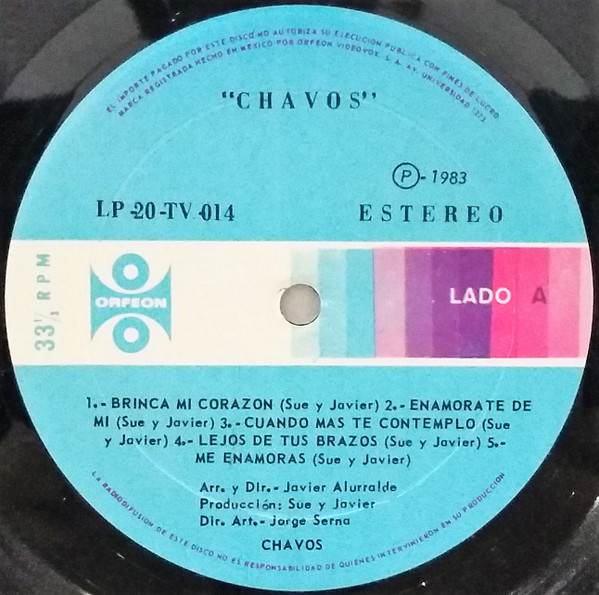 EL IMPORTE PAGADO POR ESTE DISCO NO AUTORIZA SU EJECUCION PUBLICA CON FINES DE LUCRO
MARCA REGISTRADA HECHO EN MEXICO POR ORFEON VIDEOVOX, S. A. AV. UNIVERSIDAD 1273
"CHAVOS"
Ⓟ-1983
LP-20-TV-014
ESTEREO
33⅓ RPM
ORFEON
LADO A
1.- BRINCA MI CORAZON (Sue y Javier) 2.- ENAMORATE DE
MI (Sue y Javier) 3.- CUANDO MAS TE CONTEMPLO (Sue
y Javier) 4.- LEJOS DE TUS BRAZOS (Sue y Javier) 5.-
ME ENAMORAS (Sue y Javier)
Arr. y Dir.- Javier Alurralde
Producción: Sue y Javier
Dir. Art.- Jorge Serna
CHAVOS
LA RADIODIFUSION DE ESTE DISCO NO ES RESPONSABILIDAD DE QUIENES INTERVINIERON EN SU PRODUCCION